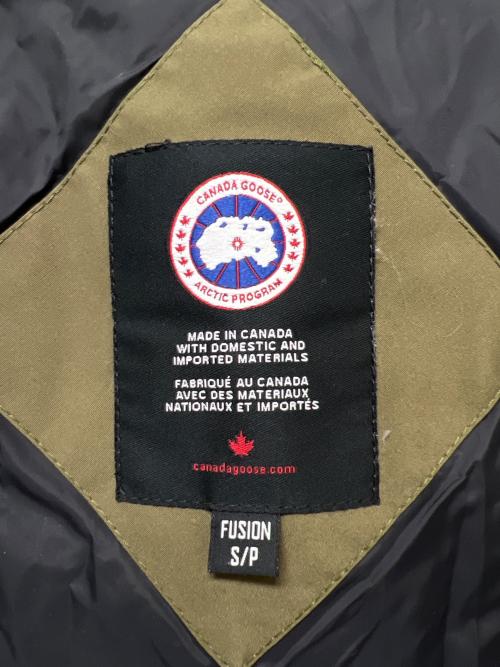 CANADA GOOSE®
ARCTIC PROGRAM
MADE IN CANADA
WITH DOMESTIC AND
IMPORTED MATERIALS
FABRIQUÉ AU CANADA
AVEC DES MATERIAUX
NATIONAUX ET IMPORTÉS
canadagoose.com
FUSION
S/P